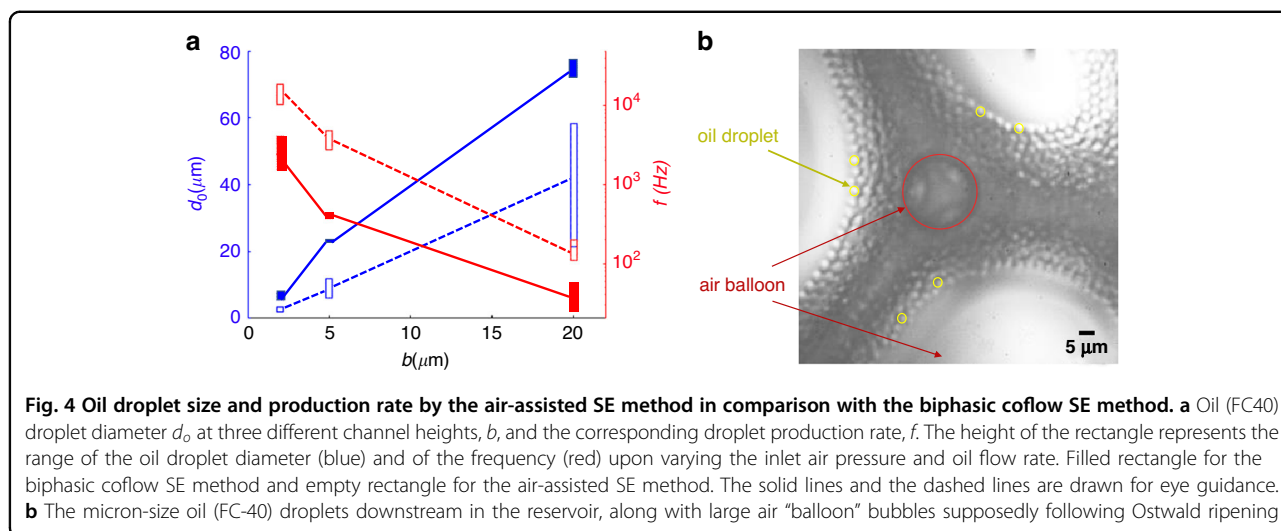 a
b
80
60
40
20
0
d₀(μm)
0
5
10
15
20
b(μm)
10⁴
10³
10²
f (Hz)
oil droplet
air balloon
5 μm
Fig. 4 Oil droplet size and production rate by the air-assisted SE method in comparison with the biphasic coflow SE method. a Oil (FC40)
droplet diameter dₒ at three different channel heights, b, and the corresponding droplet production rate, f. The height of the rectangle represents the
range of the oil droplet diameter (blue) and of the frequency (red) upon varying the inlet air pressure and oil flow rate. Filled rectangle for the
biphasic coflow SE method and empty rectangle for the air-assisted SE method. The solid lines and the dashed lines are drawn for eye guidance.
b The micron-size oil (FC-40) droplets downstream in the reservoir, along with large air “balloon” bubbles supposedly following Ostwald ripening